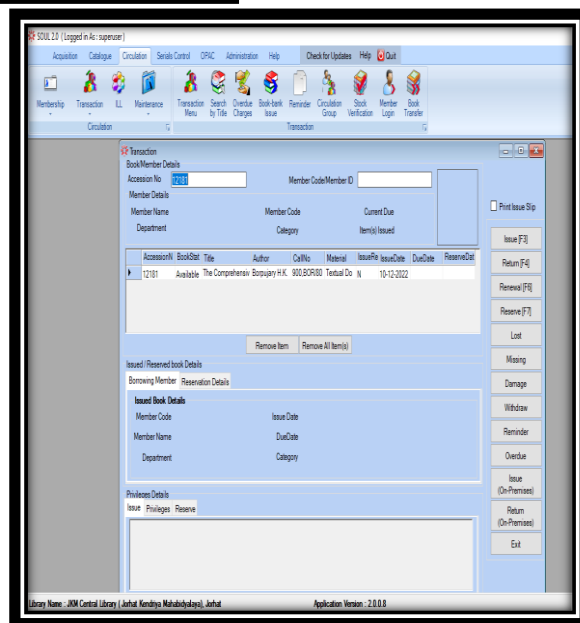 SOUL 2.0 ( Logged in As : superuser )
Acquisition Catalogue Circulation Serials Control OPAC Administration Help Check for Updates Help Quit
Membership Transaction ILL Maintenance Transaction Menu Search by Title Overdue Charges Book-bank Issue Reminder Circulation Group Stock Verification Member Login Book Transfer
Circulation Transaction
Transaction
Book/Member Details
Accession No 12181 Member Code/Member ID
Member Details
Member Name Member Code Current Due
Department Category Item(s) Issued
Print Issue Slip
AccessionN BookStat Title Author CallNo Material IssueRe IssueDate DueDate ReserveDat
12181 Available The Comprehensiv Borpujary H.K. 900,BOR/80 Textual Do N 10-12-2022
Remove Item Remove All Item(s)
Issued / Reserved book Details
Borrowing Member Reservation Details
Issued Book Details
Member Code Issue Date
Member Name DueDate
Department Category
Privileges Details
Issue Privileges Reserve
Issue [F3]
Return [F4]
Renewal [F6]
Reserve [F7]
Lost
Missing
Damage
Withdraw
Reminder
Overdue
Issue
(On-Premises)
Return
(On-Premises)
Exit
Library Name : JKM Central Library ( Jorhat Kendriya Mahabidyalaya), Jorhat Application Version : 2.0.0.8